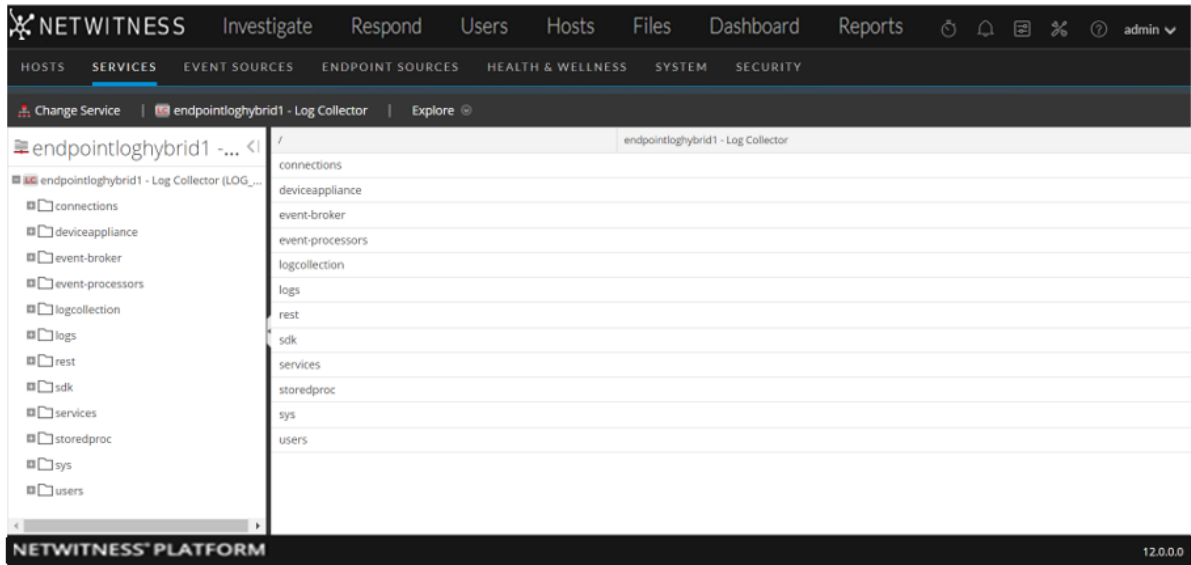 NETWITNESS Investigate Respond Users Hosts Files Dashboard Reports admin
HOSTS SERVICES EVENT SOURCES ENDPOINT SOURCES HEALTH & WELLNESS SYSTEM SECURITY
Change Service | LC endpointloghybrid1 - Log Collector | Explore
endpointloghybrid1 -...
LC endpointloghybrid1 - Log Collector (LOG_...
connections
deviceappliance
event-broker
event-processors
logcollection
logs
rest
sdk
services
storedproc
sys
users
/ endpointloghybrid1 - Log Collector
connections
deviceappliance
event-broker
event-processors
logcollection
logs
rest
sdk
services
storedproc
sys
users
NETWITNESS® PLATFORM 12.0.0.0